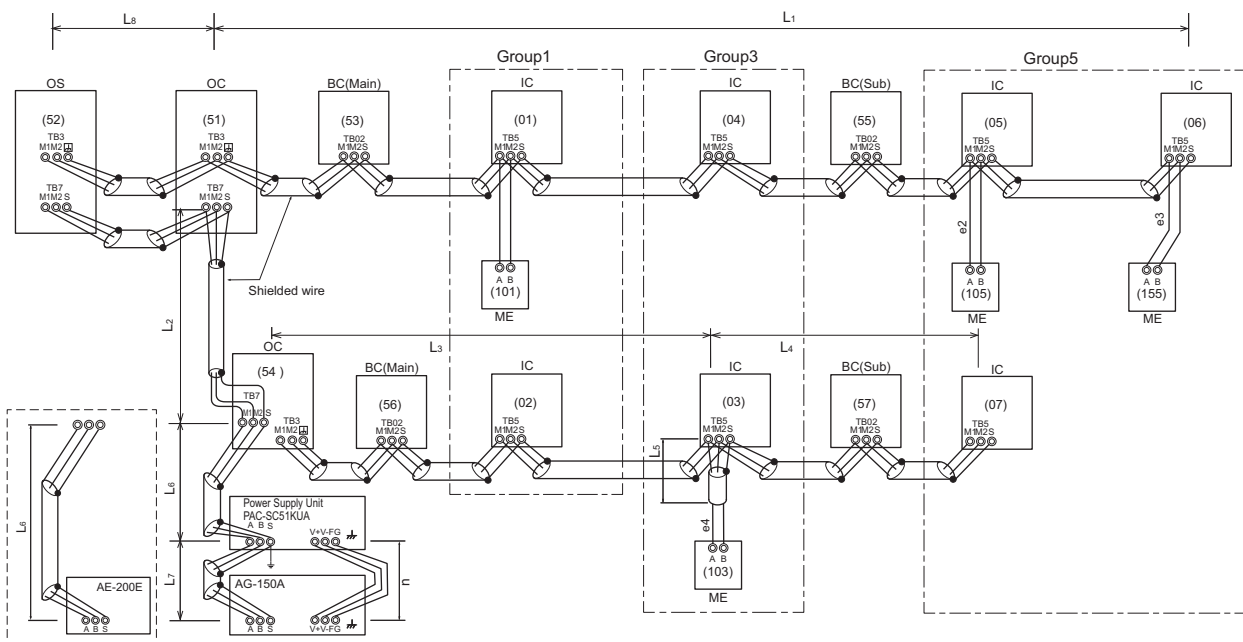 L8
L1
Group1
Group3
Group5
OS
OC
BC(Main)
IC
IC
BC(Sub)
IC
IC
(52)
(51)
(53)
(01)
(04)
(55)
(05)
(06)
TB3
M1M2
TB3
M1M2
TB02
M1M2S
TB5
M1M2S
TB5
M1M2S
TB02
M1M2S
TB5
M1M2S
TB5
M1M2S
TB7
M1M2 S
TB7
M1M2 S
e2
e3
A B
(101)
ME
A B
(105)
ME
A B
(155)
ME
Shielded wire
L2
L3
L4
OC
BC(Main)
IC
IC
BC(Sub)
IC
(54 )
(56)
(02)
(03)
(57)
(07)
TB7
M1M2 S
TB3
M1M2
TB02
M1M2S
TB5
M1M2S
TB5
M1M2S
TB02
M1M2S
TB5
M1M2S
L5
e4
A B
(103)
ME
L6
L6
Power Supply Unit
PAC-SC51KUA
A B S
V+V-FG
L7
n
AG-150A
A B S
V+V-FG
AE-200E
A B S